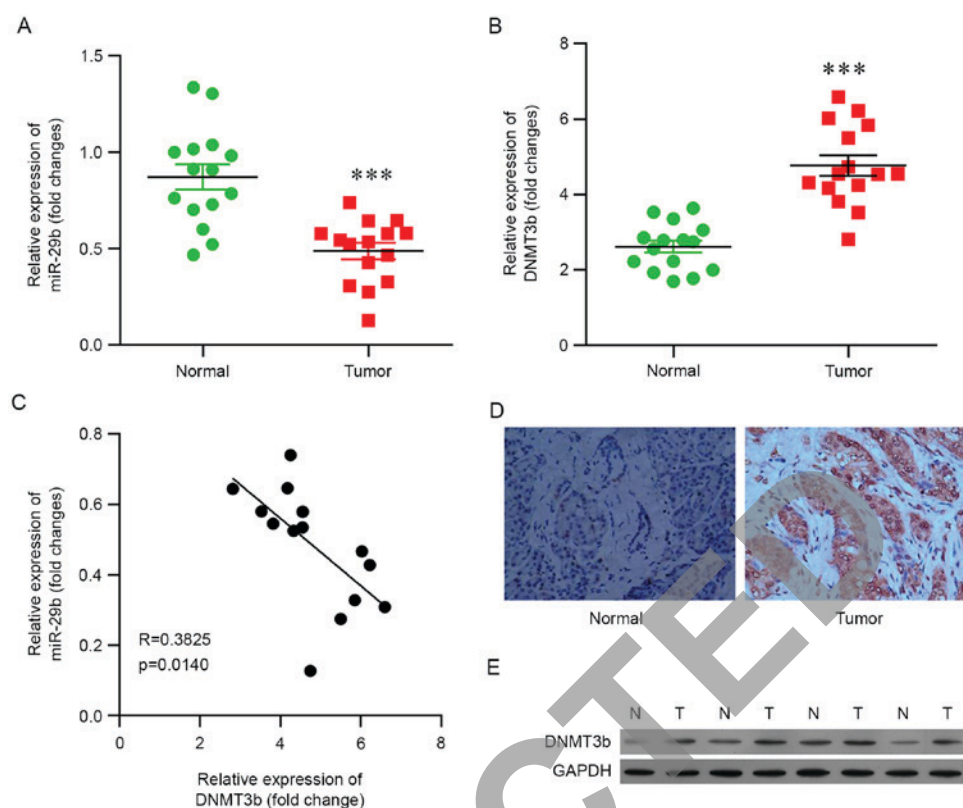 A
Relative expression of
miR-29b (fold changes)
1.5
1.0
0.5
0.0
***
Normal
Tumor
B
Relative expression of
DNMT3b (fold changes)
8
6
4
2
0
***
Normal
Tumor
C
Relative expression of
miR-29b (fold changes)
0.8
0.6
0.4
0.2
0.0
R=0.3825
p=0.0140
0
2
4
6
8
Relative expression of
DNMT3b (fold change)
D
Normal
Tumor
E
N T N T N T N T
DNMT3b
GAPDH
CTED